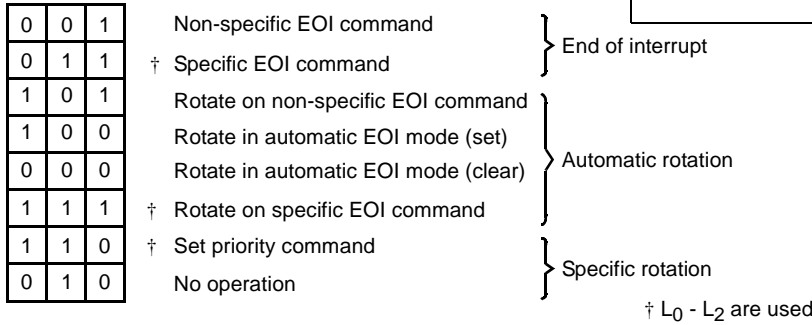 0 0 1 Non-specific EOI command
End of interrupt
0 1 1 † Specific EOI command
1 0 1 Rotate on non-specific EOI command
1 0 0 Rotate in automatic EOI mode (set)
Automatic rotation
0 0 0 Rotate in automatic EOI mode (clear)
1 1 1 † Rotate on specific EOI command
1 1 0 † Set priority command
Specific rotation
0 1 0 No operation
† L0 - L2 are used